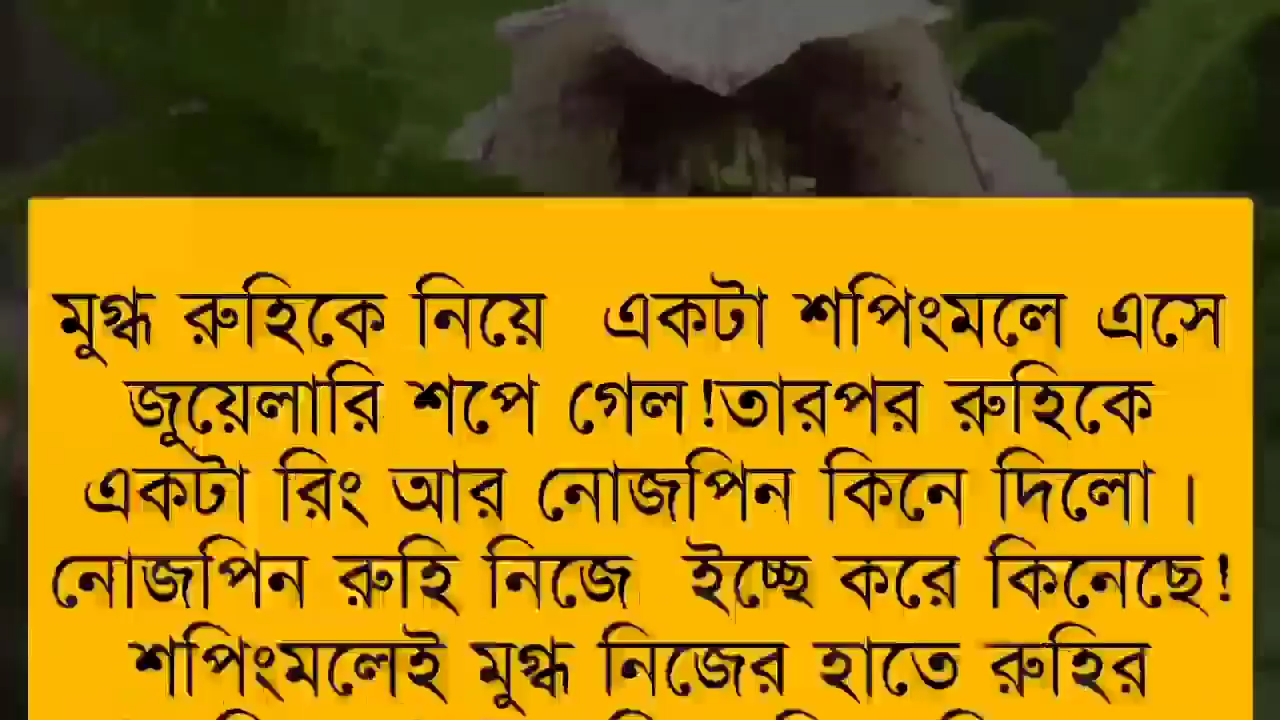 মুগ্ধ রুহিকে নিয়ে একটা শপিংমলে এসে
জুয়েলারি শপে গেল!তারপর রুহিকে
একটা রিং আর নোজপিন কিনে দিলো।
নোজপিন রুহি নিজে ইচ্ছে করে কিনেছে!
শপিংমলেই মুগ্ধ নিজের হাতে রুহির